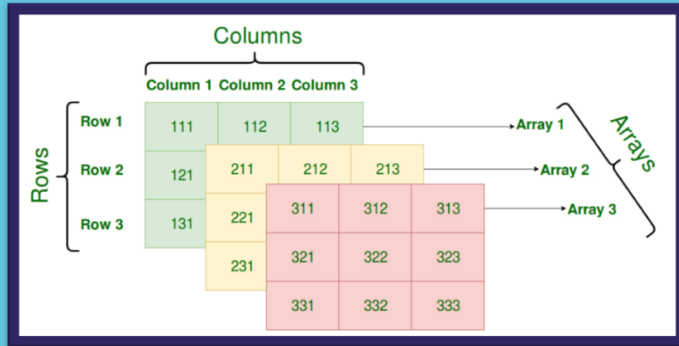 Columns
Column 1 Column 2 Column 3
Rows
Row 1
Row 2
Row 3
111 112 113
121
131
211 212 213
221
231
311 312 313
321 322 323
331 332 333
Array 1
Array 2
Array 3
Arrays